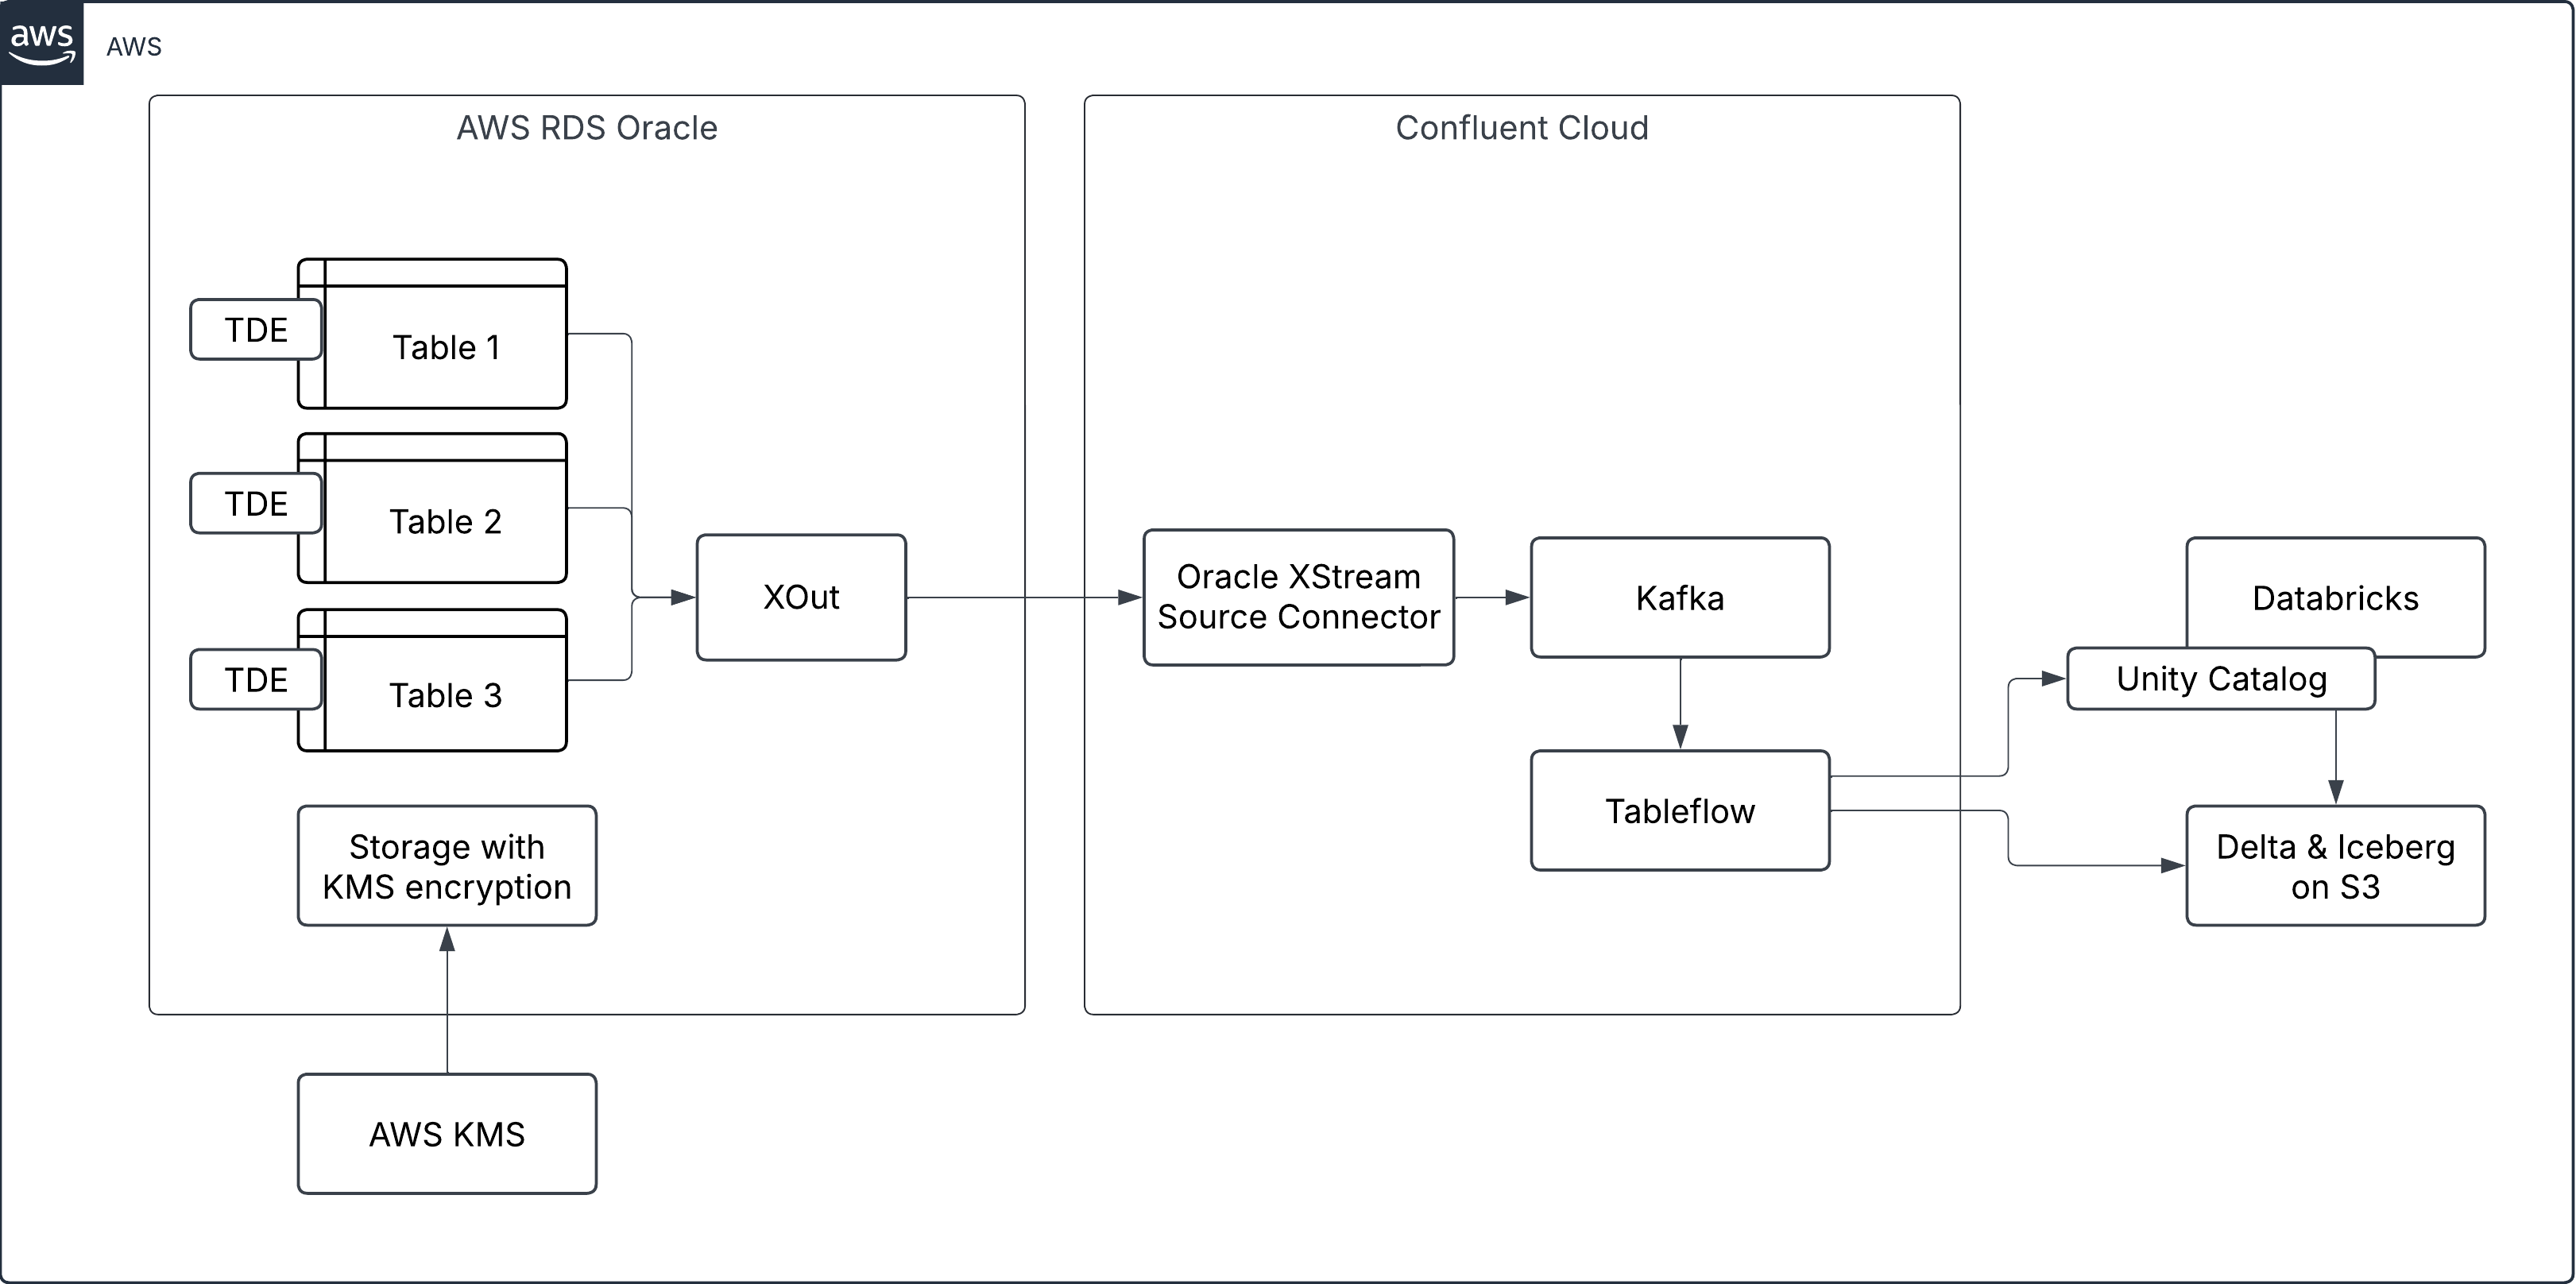 aws
AWS
AWS RDS Oracle
Confluent Cloud
TDE
Table 1
TDE
Table 2
TDE
Table 3
XOut
Oracle XStream
Source Connector
Kafka
Databricks
Unity Catalog
Tableflow
Storage with
KMS encryption
Delta & Iceberg
on S3
AWS KMS